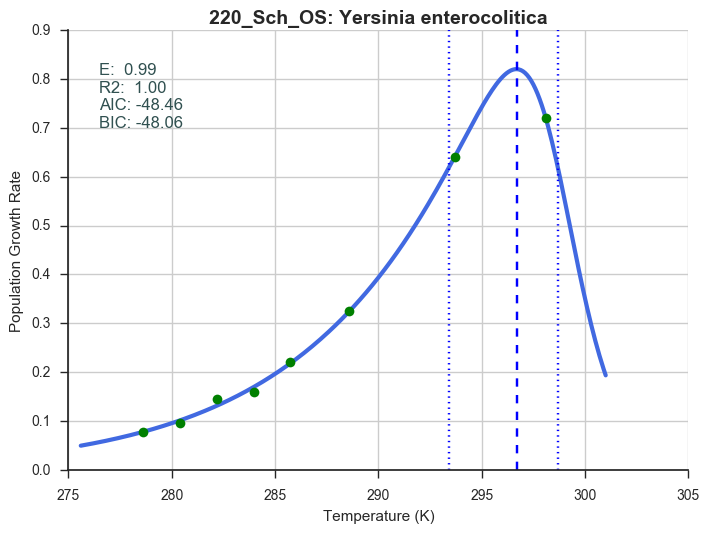 220_Sch_OS: Yersinia enterocolitica
0.9
0.8
0.7
0.6
0.5
0.4
0.3
0.2
0.1
0.0
E:  0.99
R2:  1.00
AIC: -48.46
BIC: -48.06
Population Growth Rate
275
280
285
290
295
300
305
Temperature (K)